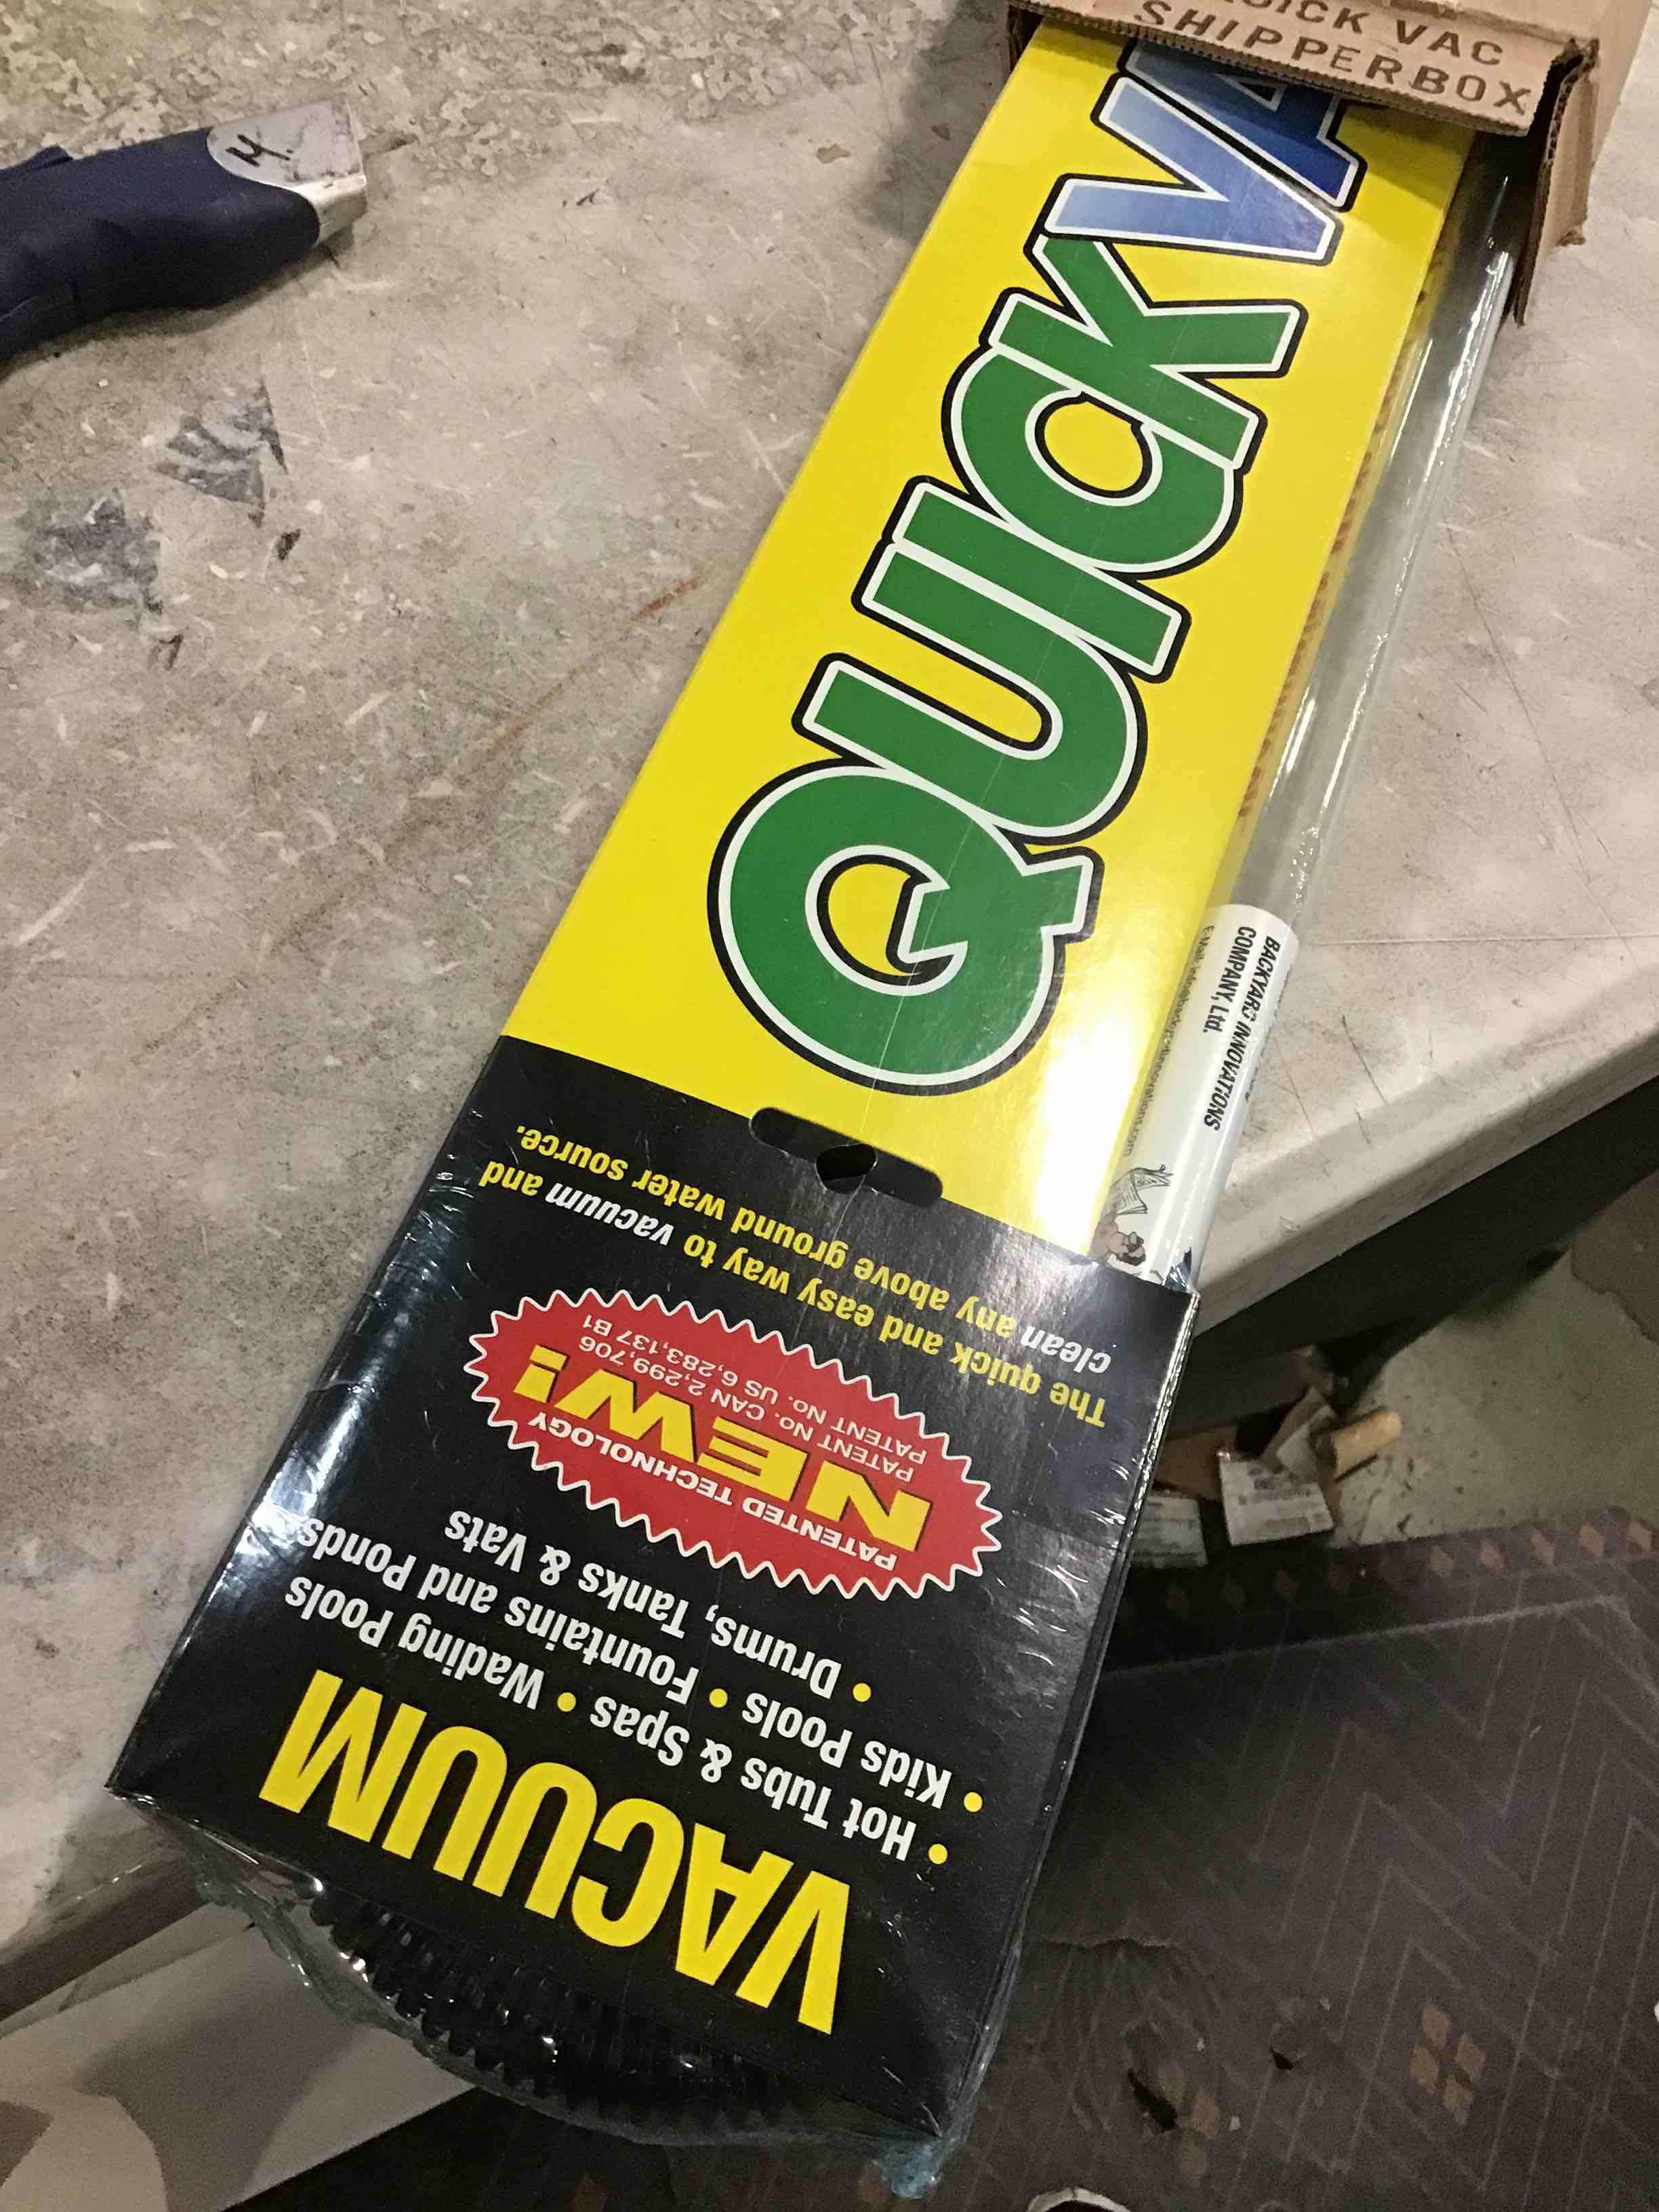 VAC
SHIPPERBOX
QUICKVA
BACKYARD INNOVATIONS
COMPANY, Ltd.
The quick and easy way to vacuum and
clean any above ground water source.
PATENTED TECHNOLOGY
NEW!
PATENT No. CAN 2,299,706
PATENT No. US 6,283,137 B1
• Hot Tubs & Spas • Wading Pools
• Kids Pools • Fountains and Ponds
• Drums, Tanks & Vats
VACUUM